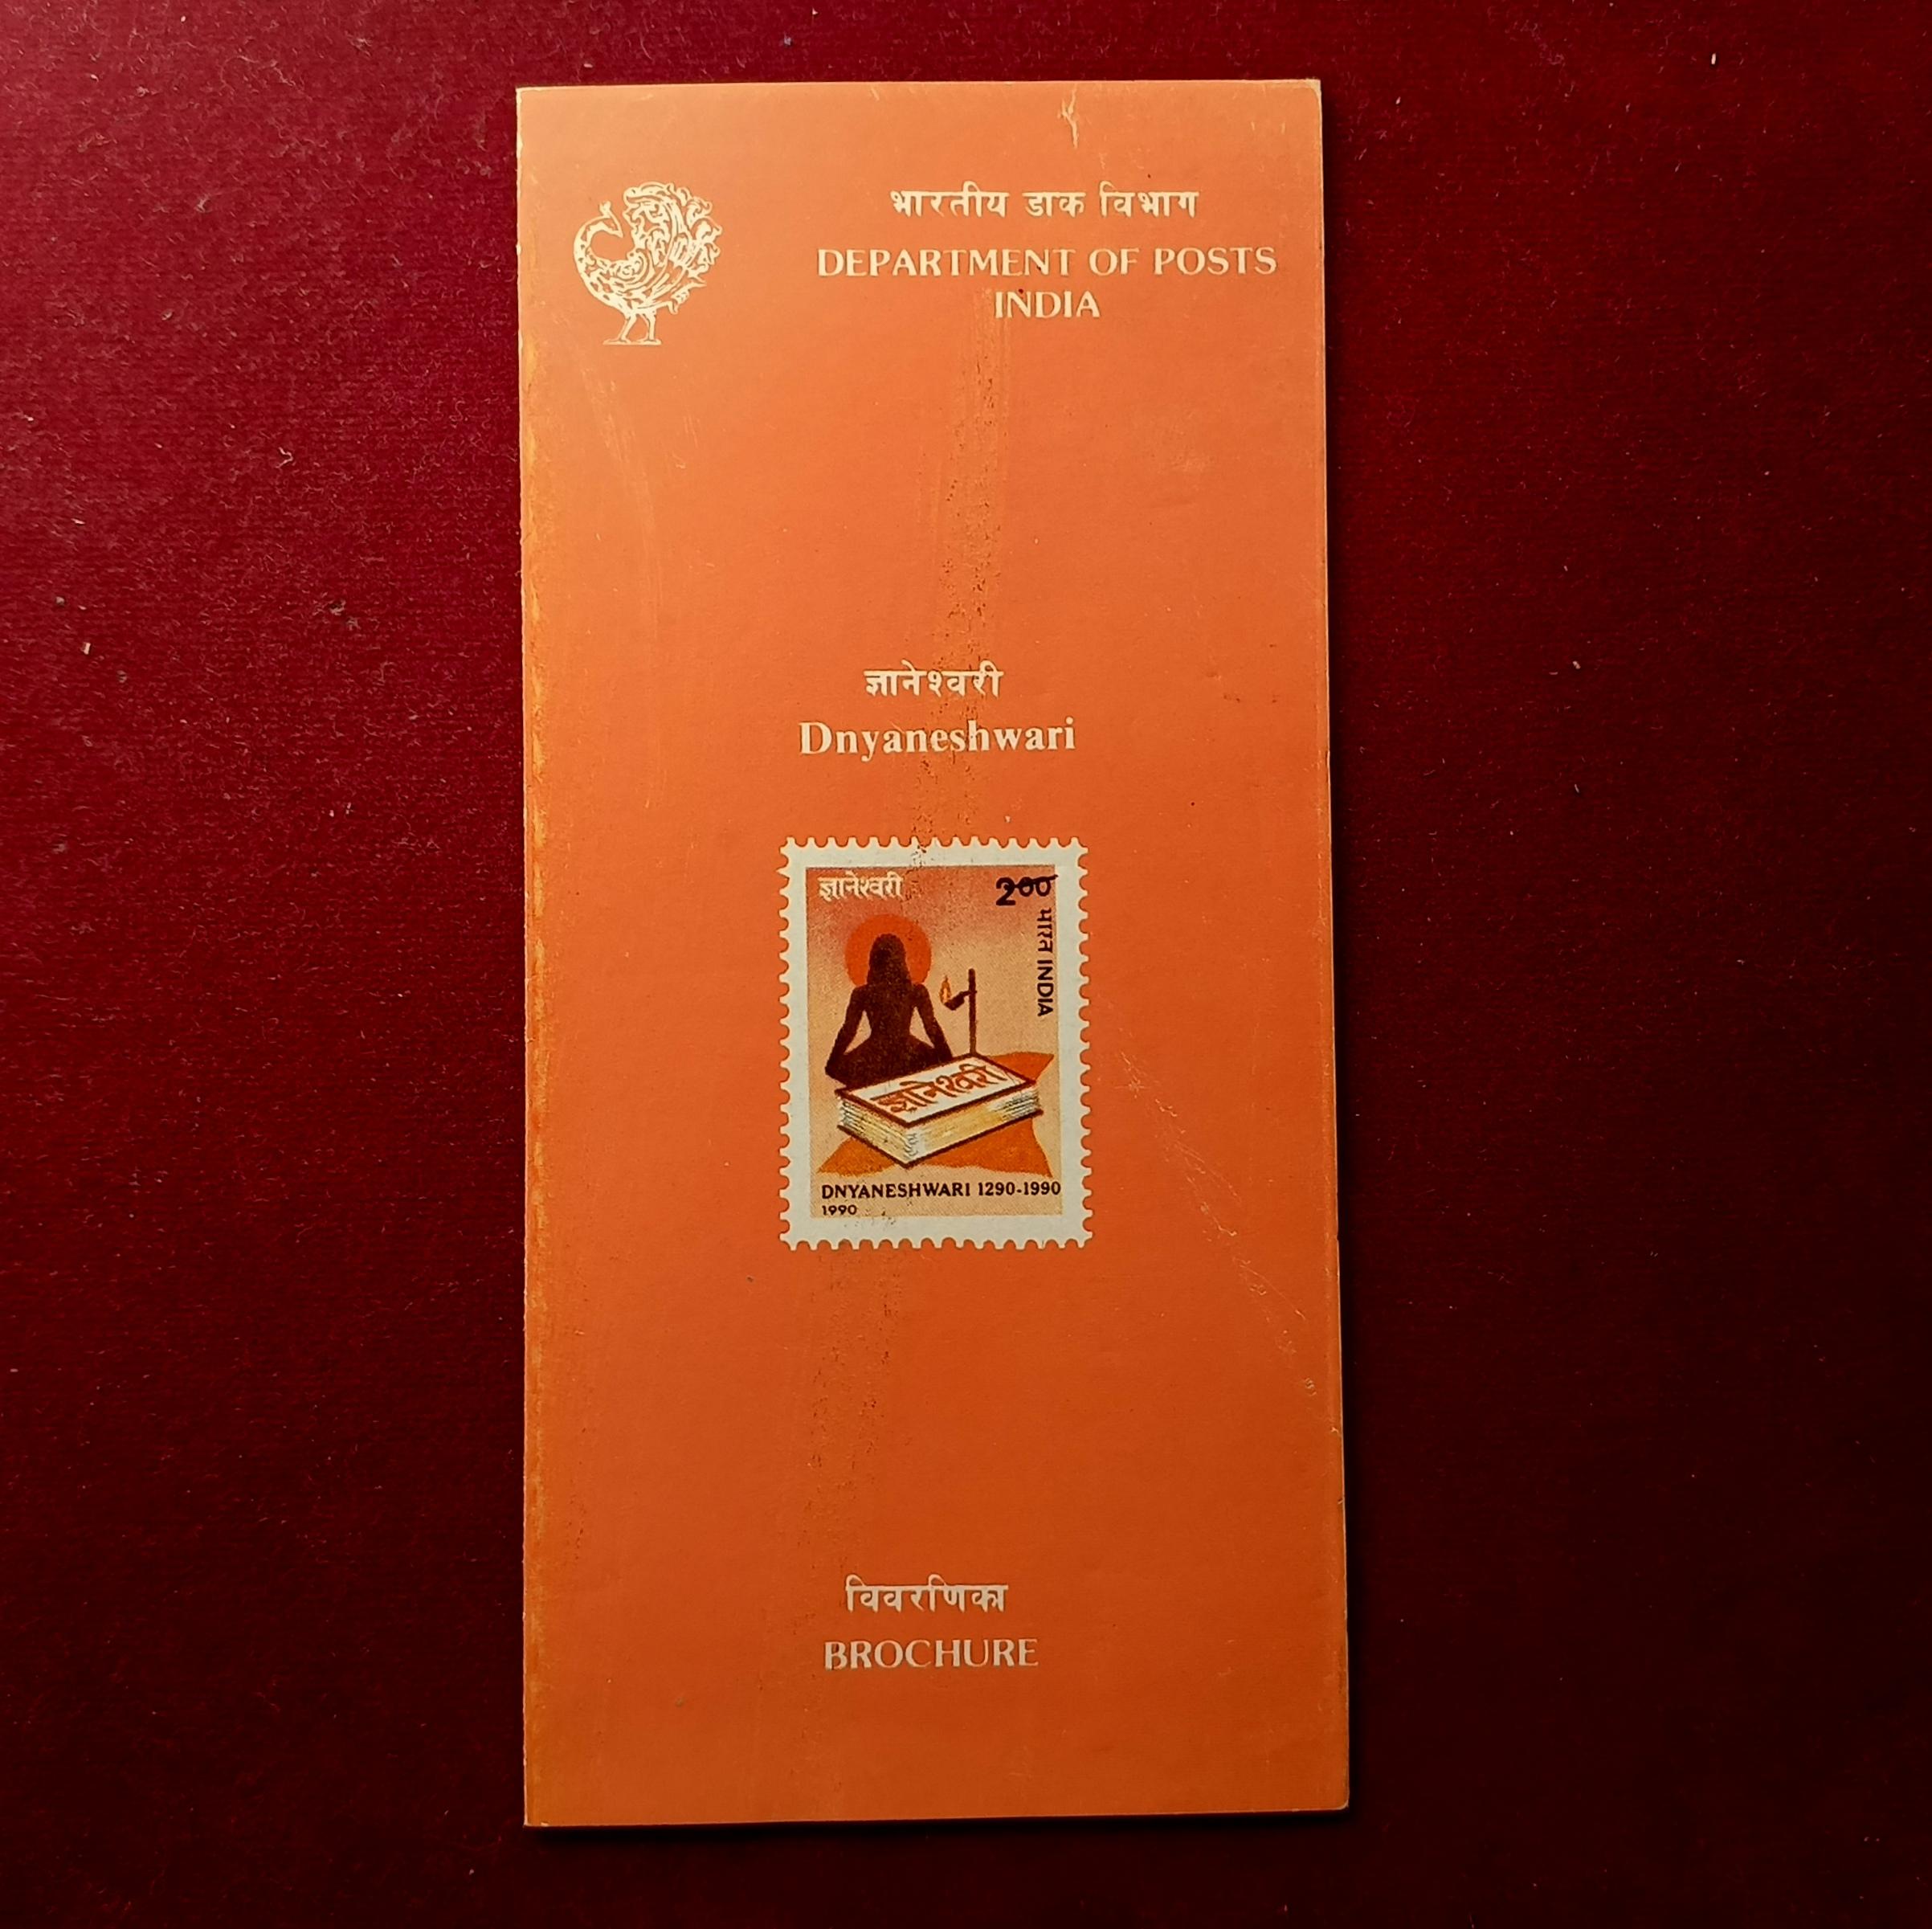 भारतीय डाक विभाग
DEPARTMENT OF POSTS
INDIA
ज्ञानेश्वरी
Dnyaneshwari
ज्ञानेश्वरी
2.00
भारत INDIA
ज्ञानेश्वरी
DNYANESHWARI 1290-1990
1990
विवरणिका
BROCHURE